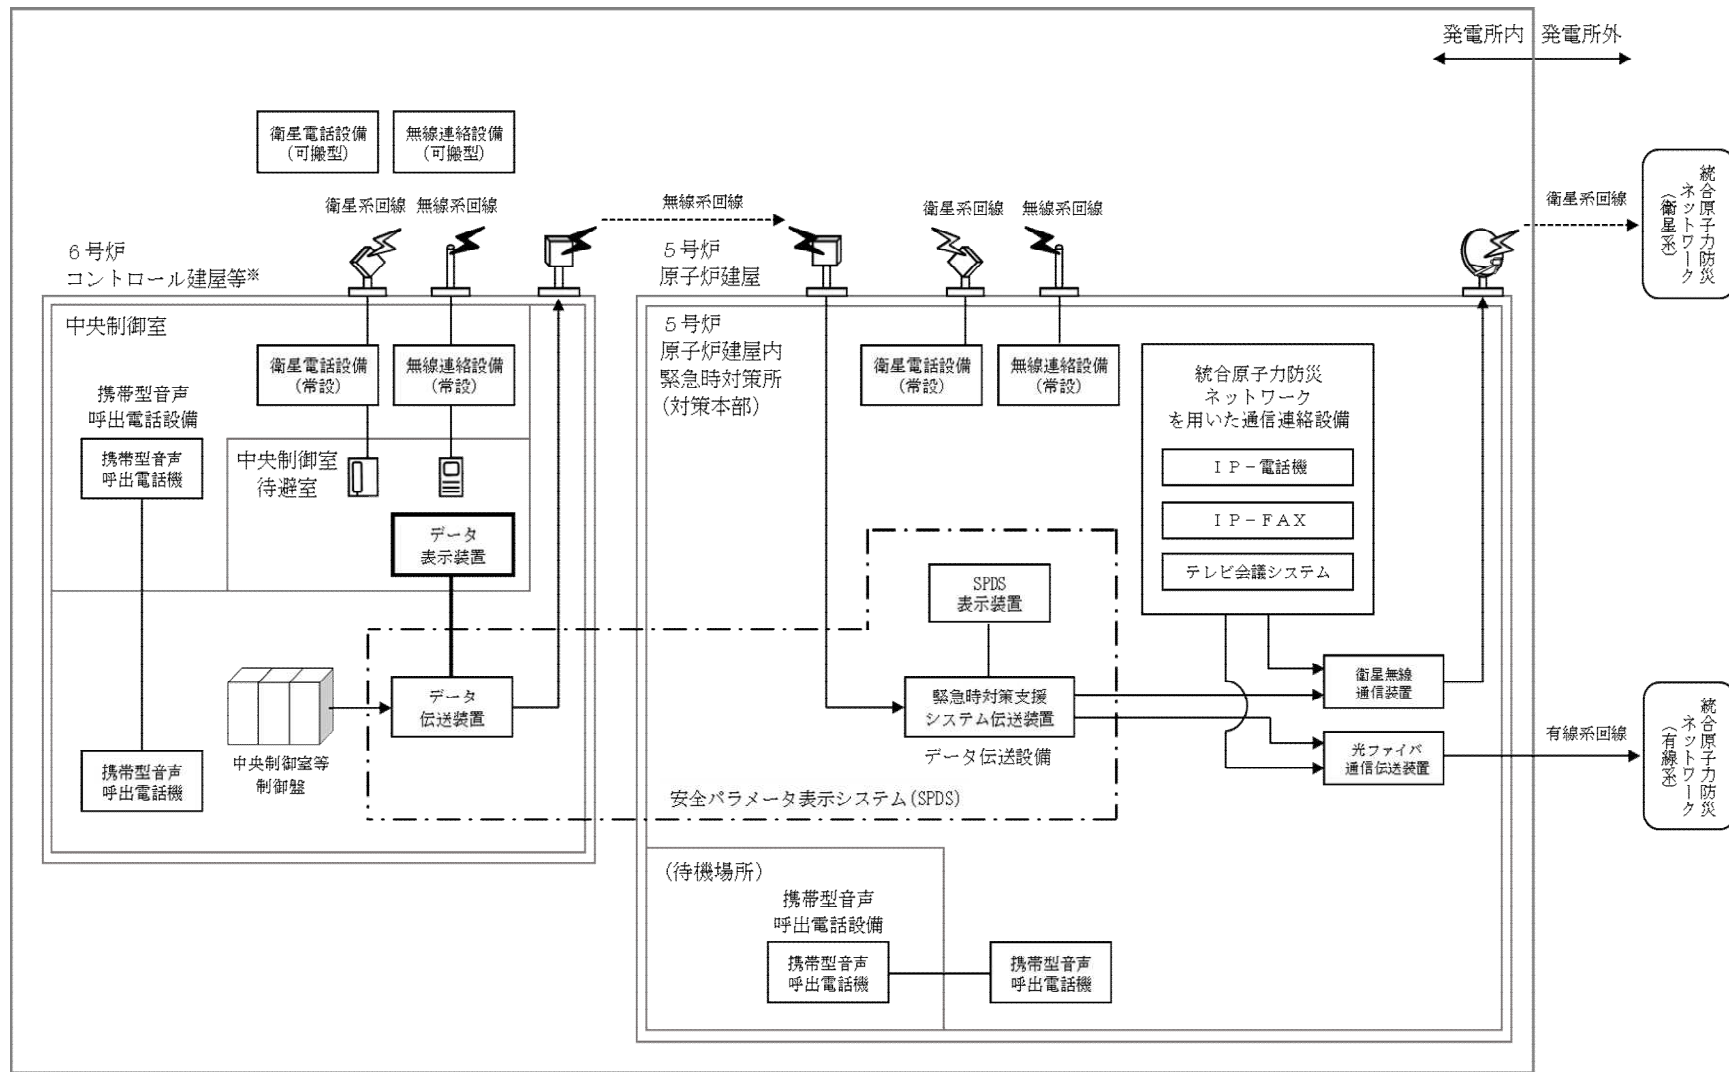 発電所内
発電所外
衛星電話設備
(可搬型)
無線連絡設備
(可搬型)
衛星系回線
無線系回線
無線系回線
衛星系回線
無線系回線
衛星系回線
統合原子力防災
ネットワーク
(衛星系)
6号炉
コントロール建屋等※
5号炉
原子炉建屋
中央制御室
衛星電話設備
(常設)
無線連絡設備
(常設)
携帯型音声
呼出電話設備
携帯型音声
呼出電話機
中央制御室
待避室
データ
表示装置
データ
伝送装置
中央制御室等
制御盤
携帯型音声
呼出電話機
5号炉
原子炉建屋内
緊急時対策所
(対策本部)
衛星電話設備
(常設)
無線連絡設備
(常設)
統合原子力防災
ネットワーク
を用いた通信連絡設備
IP-電話機
IP-FAX
テレビ会議システム
SPDS
表示装置
緊急時対策支援
システム伝送装置
データ伝送設備
安全パラメータ表示システム(SPDS)
衛星無線
通信装置
光ファイバ
通信伝送装置
有線系回線
統合原子力防災
ネットワーク
(有線系)
(待機場所)
携帯型音声
呼出電話設備
携帯型音声
呼出電話機
携帯型音声
呼出電話機